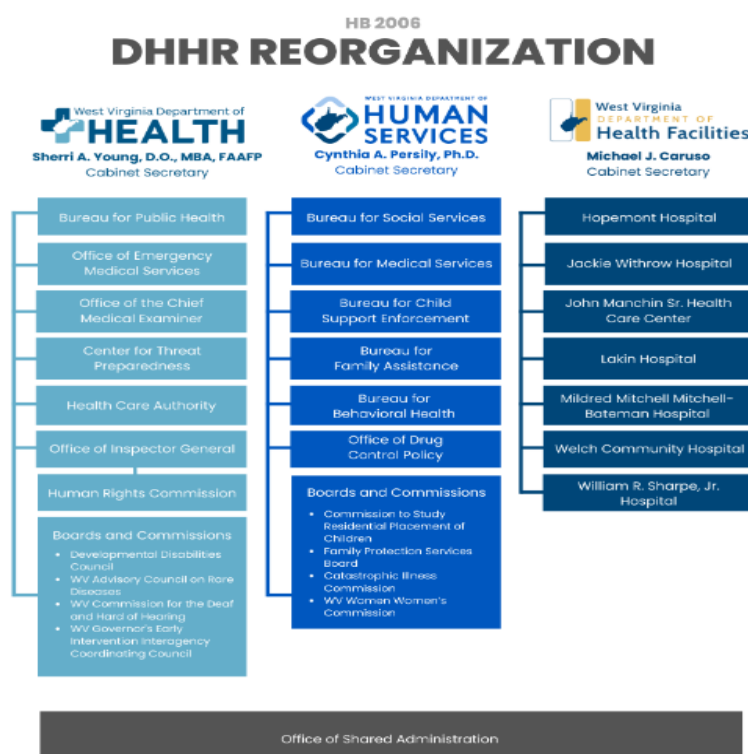 HB 2006
DHHR REORGANIZATION
West Virginia Department of
HEALTH
Sherri A. Young, D.O., MBA, FAAFP
Cabinet Secretary
Bureau for Public Health
Office of Emergency
Medical Services
Office of the Chief
Medical Examiner
Center for Threat
Preparedness
Health Care Authority
Office of Inspector General
Human Rights Commission
Boards and Commissions
• Developmental Disabilities
Council
• WV Advisory Council on Rare
Diseases
• WV Commission for the Deaf
and Hard of Hearing
• WV Governor's Early
Intervention Interagency
Coordinating Council
WEST VIRGINIA DEPARTMENT OF
HUMAN
SERVICES
Cynthia A. Persily, Ph.D.
Cabinet Secretary
Bureau for Social Services
Bureau for Medical Services
Bureau for Child
Support Enforcement
Bureau for
Family Assistance
Bureau for
Behavioral Health
Office of Drug
Control Policy
Boards and Commissions
• Commission to Study
Residential Placement of
Children
• Family Protection Services
Board
• Catastrophic Illness
Commission
• WV Women Women's
Commission
West Virginia
DEPARTMENT OF
Health Facilities
Michael J. Caruso
Cabinet Secretary
Hopemont Hospital
Jackie Withrow Hospital
John Manchin Sr. Health
Care Center
Lakin Hospital
Mildred Mitchell Mitchell-
Bateman Hospital
Welch Community Hospital
William R. Sharpe, Jr.
Hospital
Office of Shared Administration